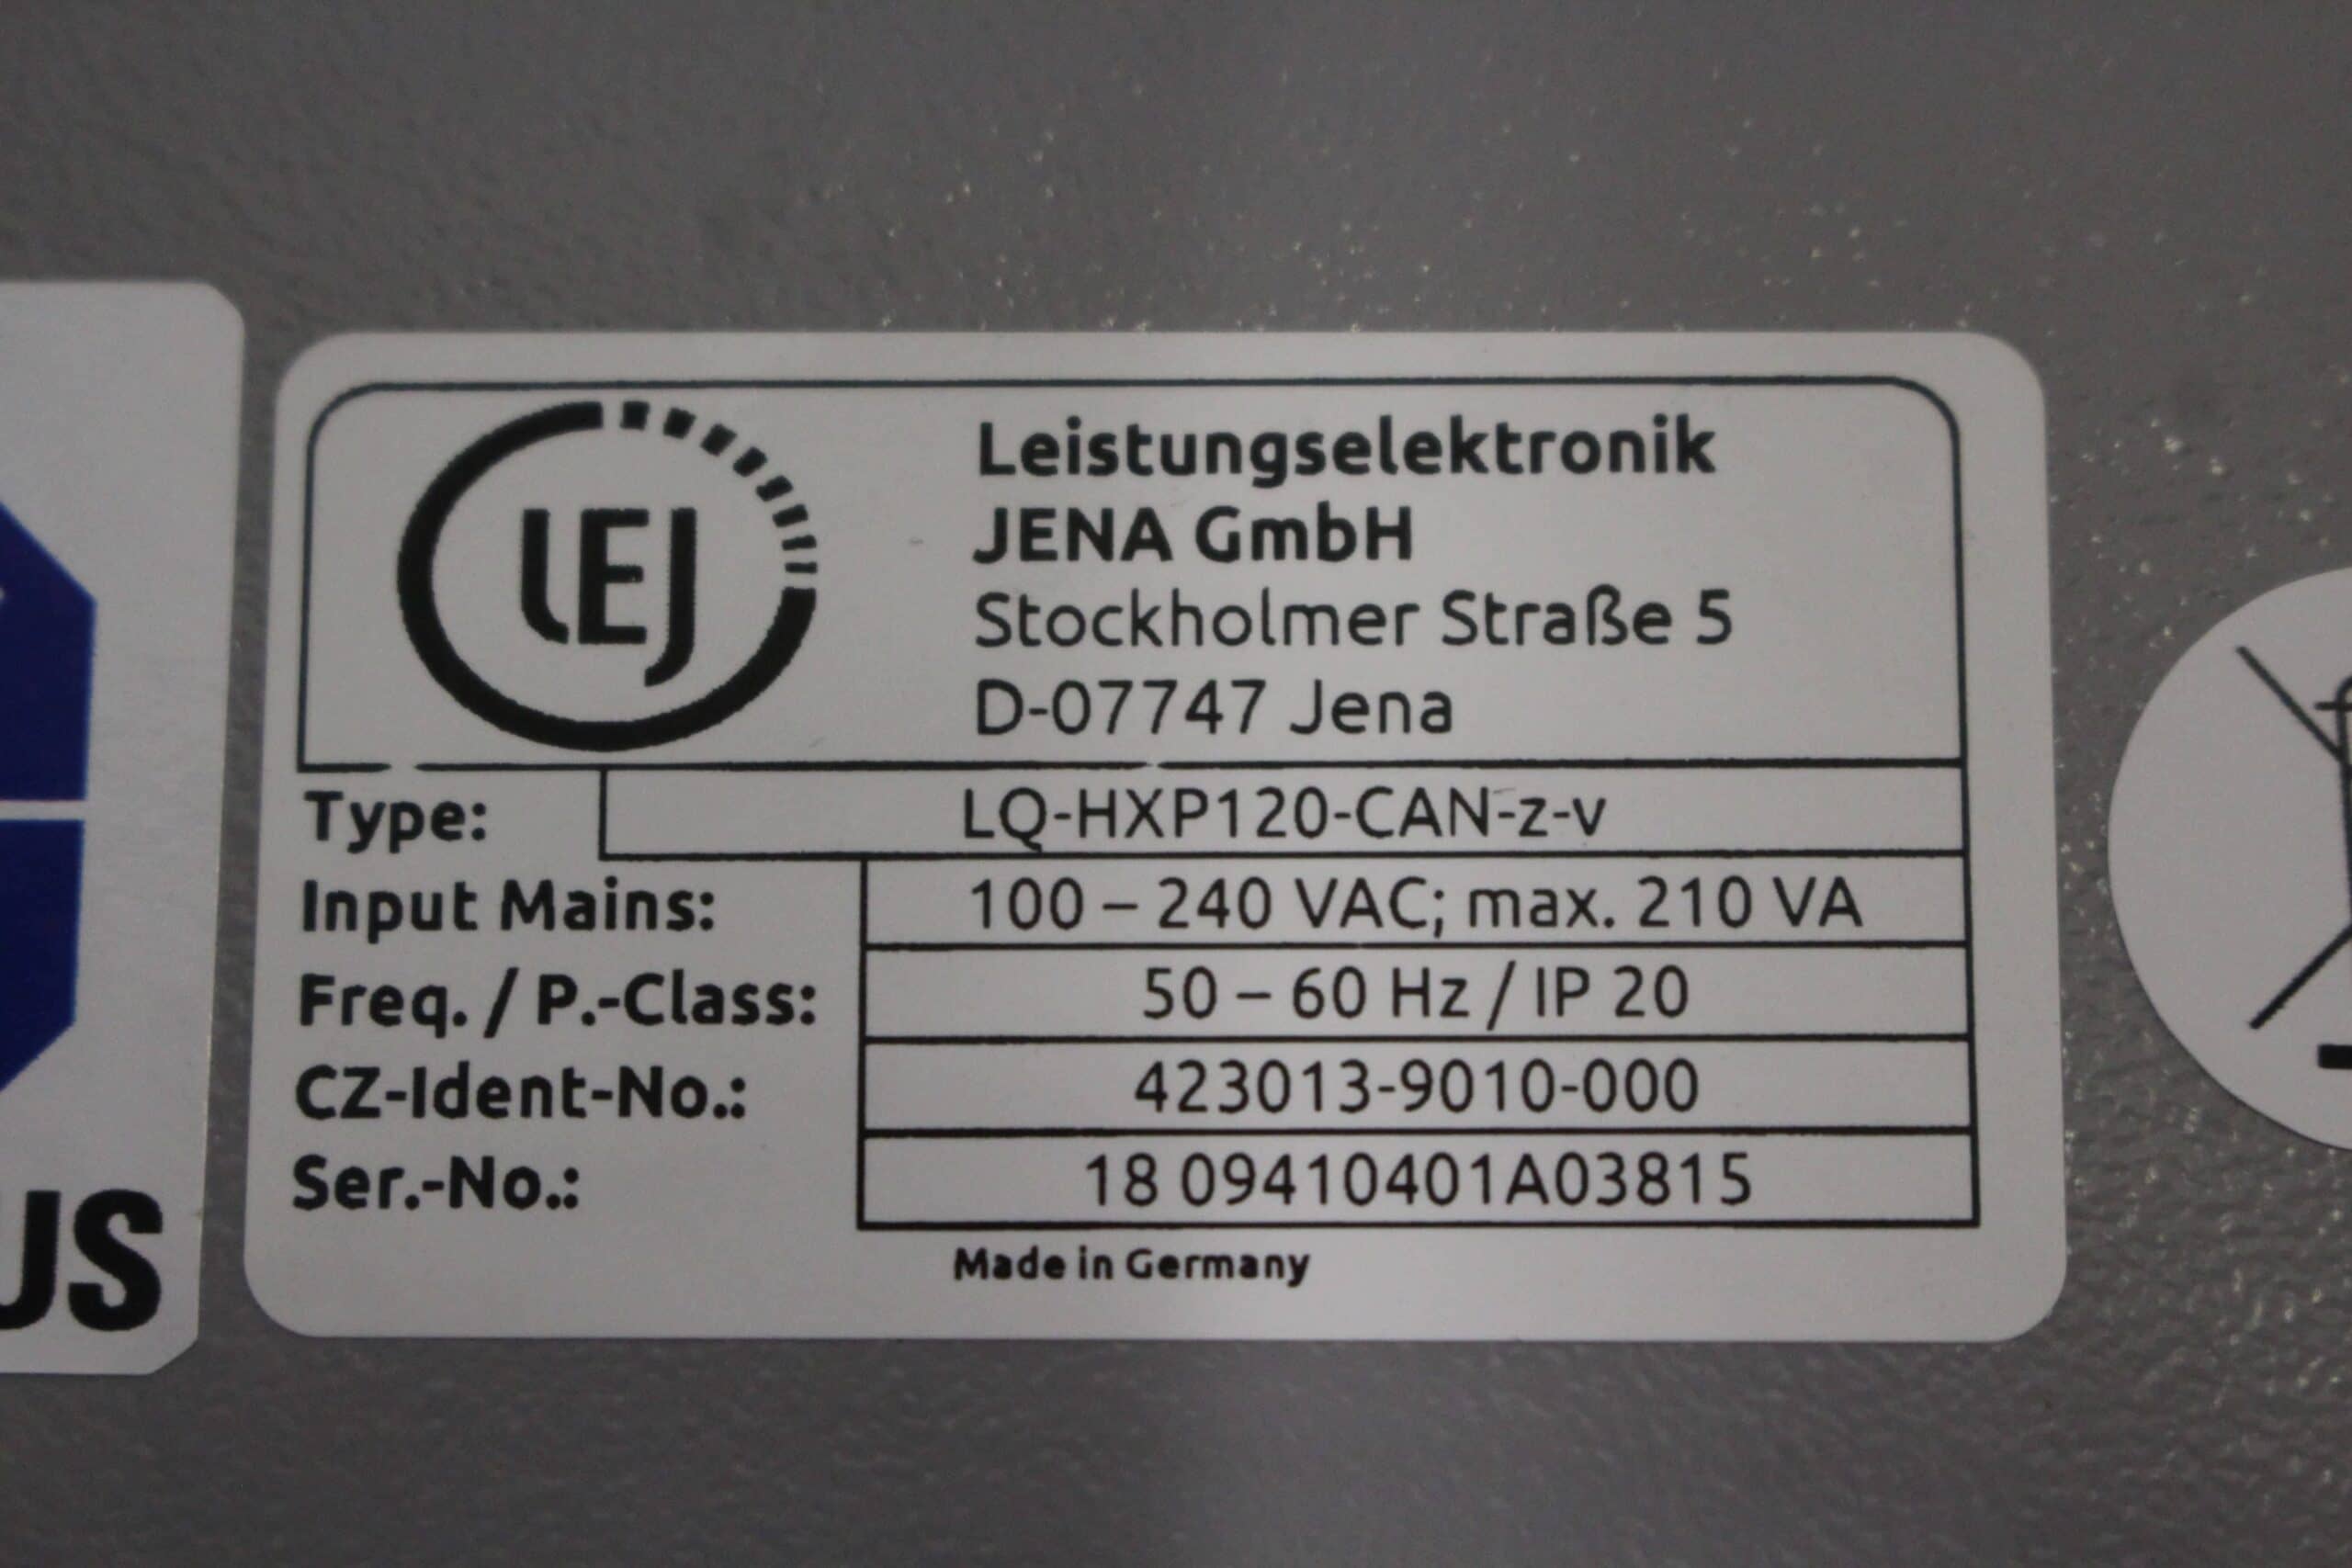 LEJ
Leistungselektronik
JENA GmbH
Stockholmer Straße 5
D-07747 Jena
Type: LQ-HXP120-CAN-z-v
Input Mains: 100 – 240 VAC; max. 210 VA
Freq. / P.-Class: 50 – 60 Hz / IP 20
CZ-Ident-No.: 423013-9010-000
Ser.-No.: 18 09410401A03815
Made in Germany
US